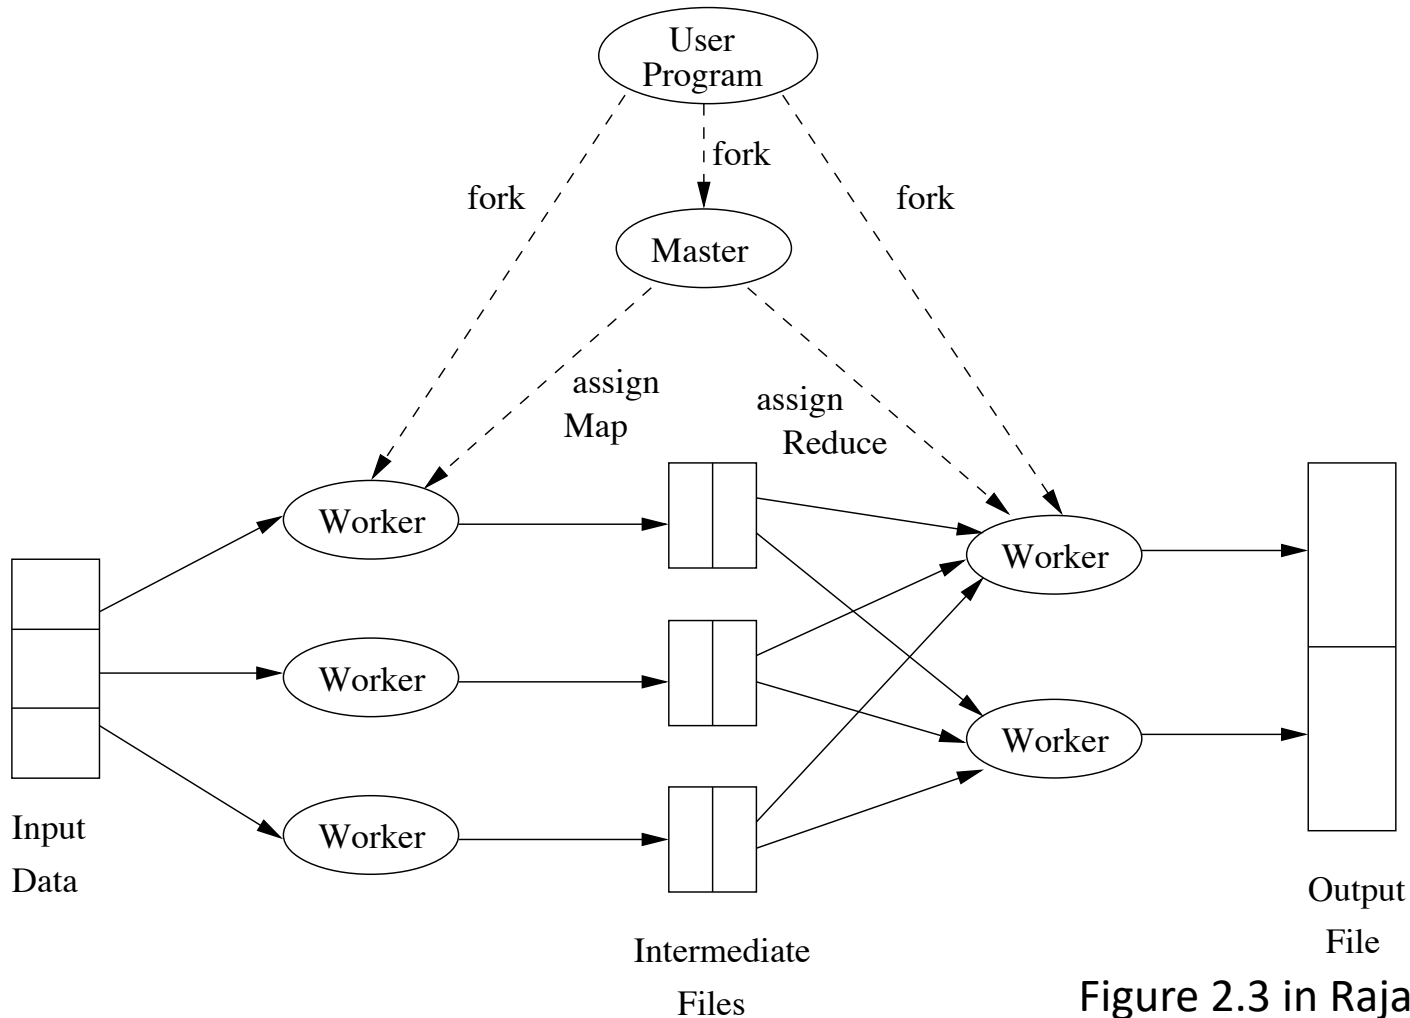 User
Program
fork
fork
fork
Master
assign
Map
assign
Reduce
Worker
Worker
Worker
Worker
Worker
Input
Data
Intermediate
Files
Output
File
Figure 2.3 in Raja